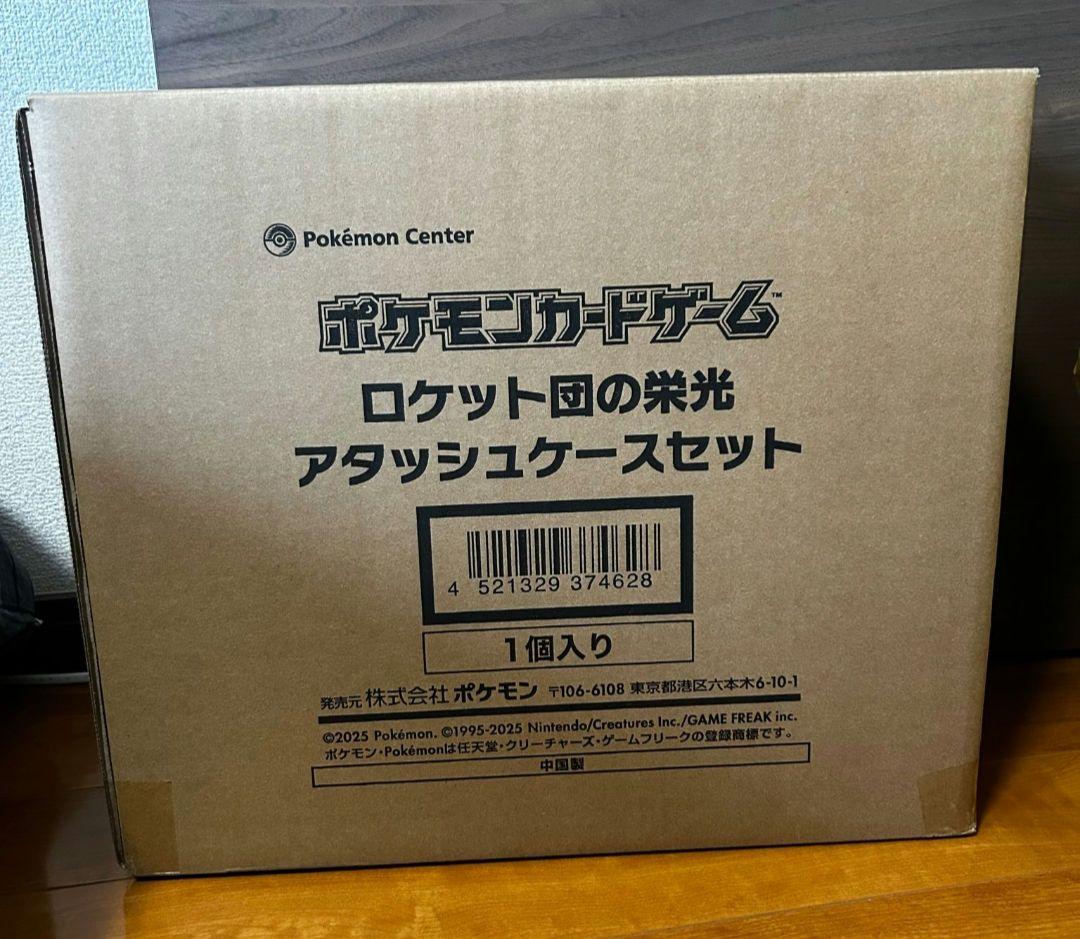 Pokémon Center
ポケモンカードゲーム™
ロケット団の栄光
アタッシュケースセット
4 521329 374628
1個入り
発売元 株式会社 ポケモン 〒106-6108 東京都港区六本木6-10-1
©2025 Pokémon. ©1995-2025 Nintendo/Creatures Inc./GAME FREAK inc.
ポケモン・Pokémonは任天堂・クリーチャーズ・ゲームフリークの登録商標です。
中国製